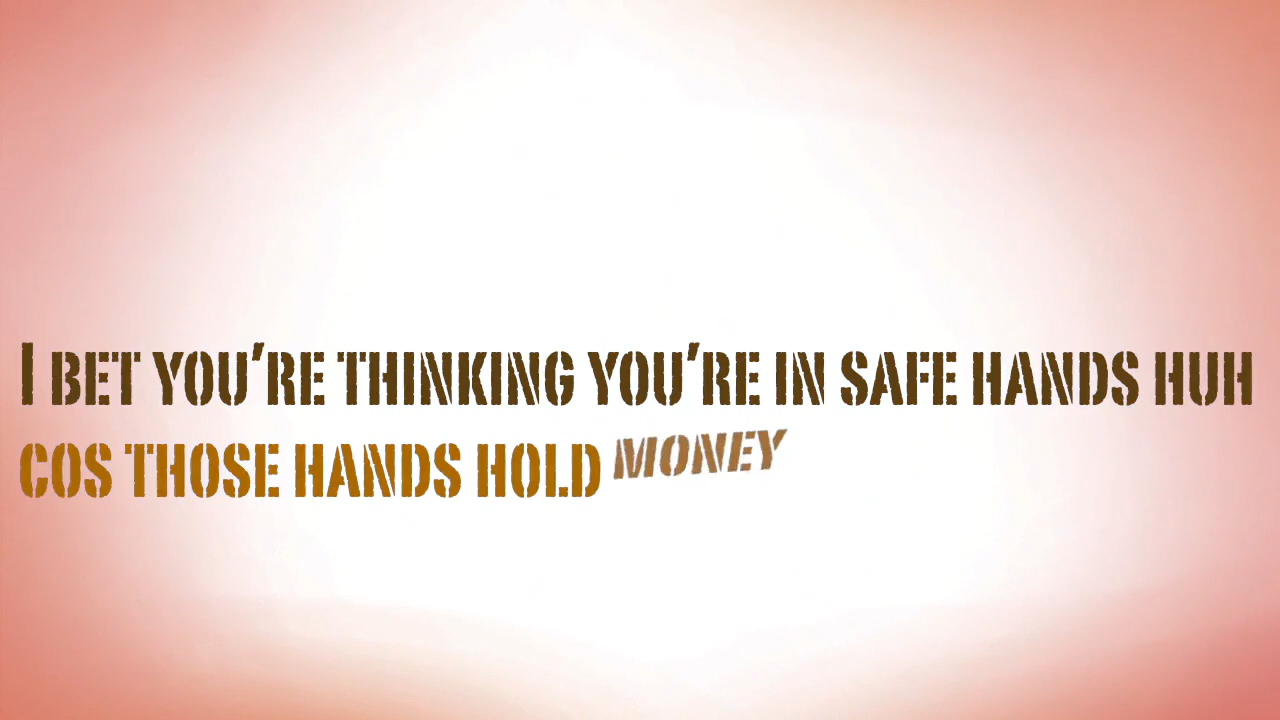 I BET YOU'RE THINKING YOU'RE IN SAFE HANDS HUH
COS THOSE HANDS HOLD MONEY